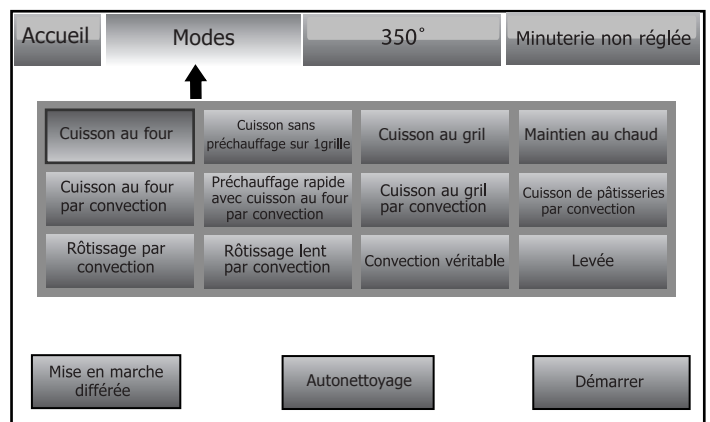 Accueil
Modes
350°
Minuterie non réglée
Cuisson au four
Cuisson sans
préchauffage sur 1grille
Cuisson au gril
Maintien au chaud
Cuisson au four
par convection
Préchauffage rapide
avec cuisson au four
par convection
Cuisson au gril
par convection
Cuisson de pâtisseries
par convection
Rôtissage par
convection
Rôtissage lent
par convection
Convection véritable
Levée
Mise en marche
différée
Autonettoyage
Démarrer